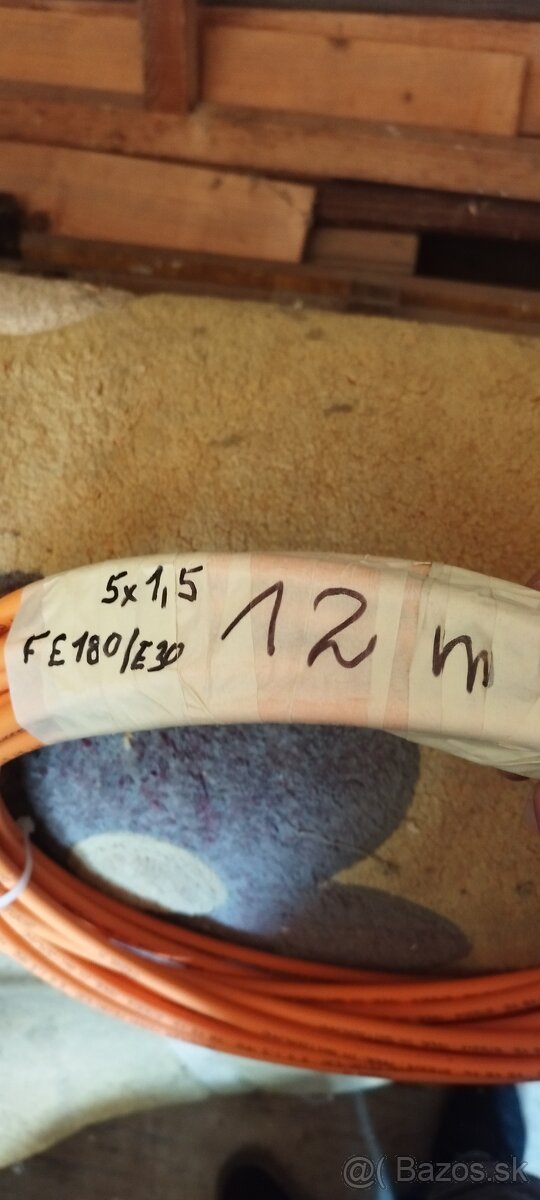 5x1,5
FE180/E30
12 m
@( Bazos.sk